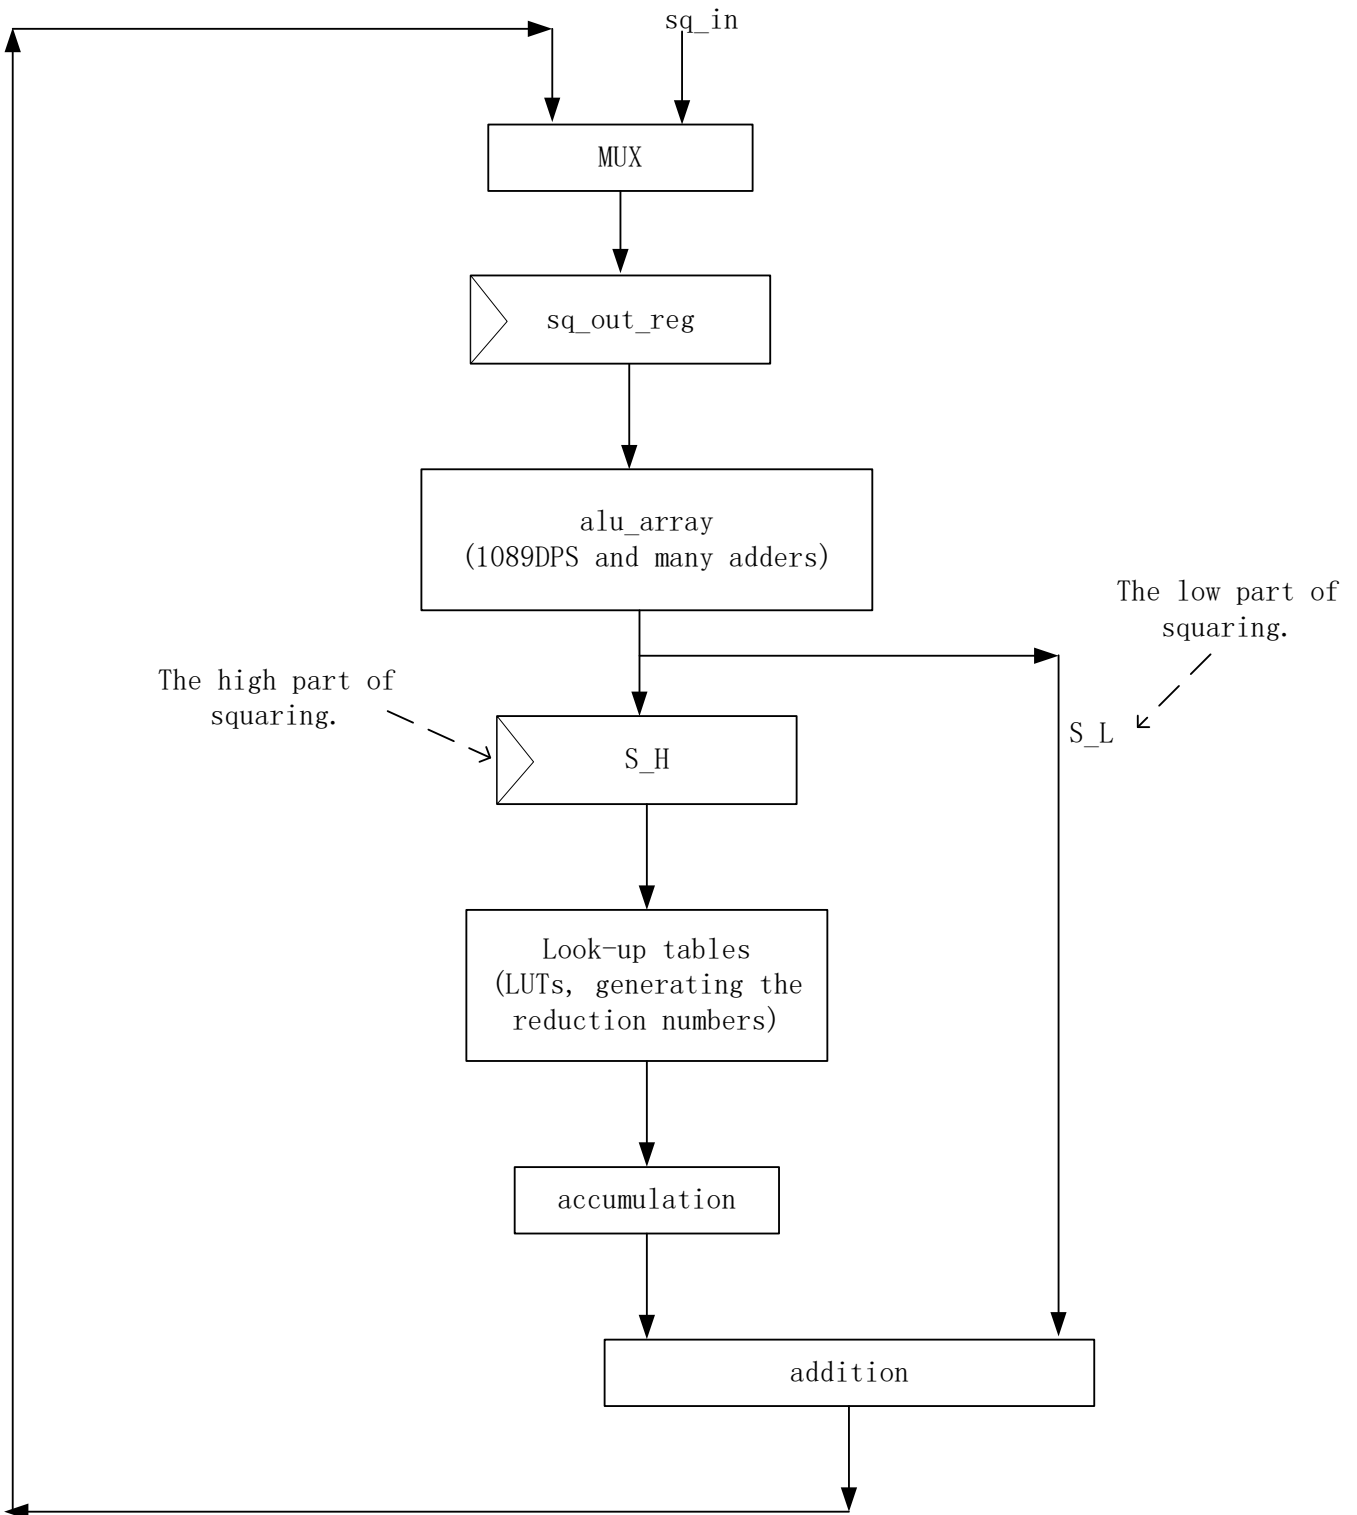 sq_in
MUX
sq_out_reg
alu_array
(1089DPS and many adders)
The low part of
squaring.
The high part of
squaring.
S_L
S_H
Look-up tables
(LUTs, generating the
reduction numbers)
accumulation
addition